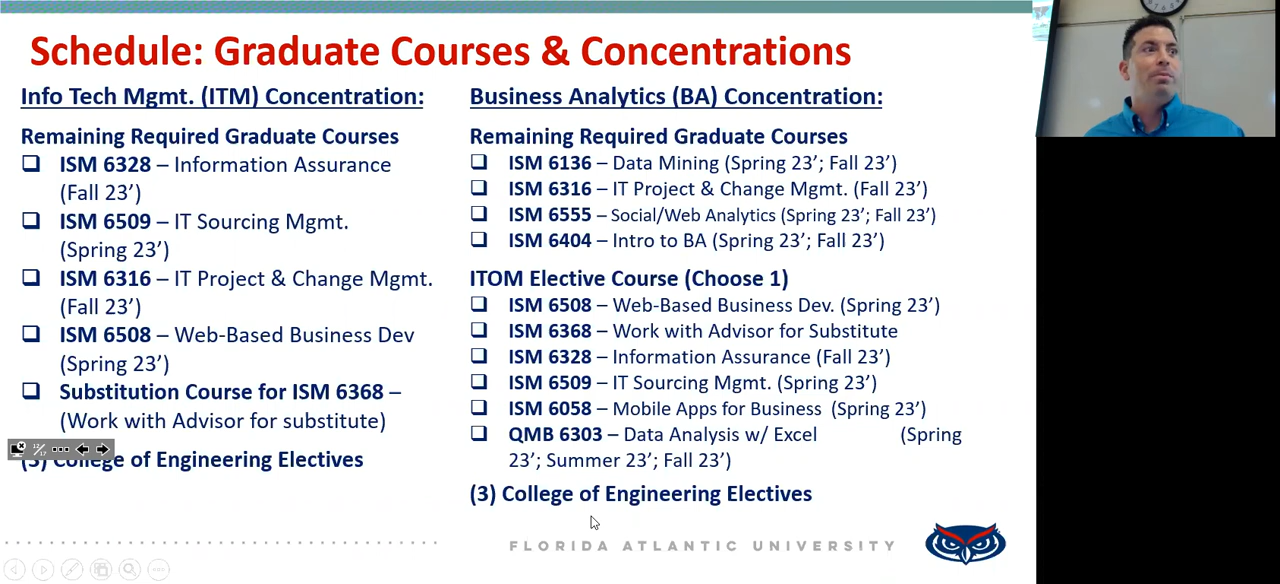 Schedule: Graduate Courses & Concentrations
Info Tech Mgmt. (ITM) Concentration:
Remaining Required Graduate Courses
❑ ISM 6328 – Information Assurance
(Fall 23’)
❑ ISM 6509 – IT Sourcing Mgmt.
(Spring 23’)
❑ ISM 6316 – IT Project & Change Mgmt.
(Fall 23’)
❑ ISM 6508 – Web-Based Business Dev
(Spring 23’)
❑ Substitution Course for ISM 6368 –
(Work with Advisor for substitute)
(3) College of Engineering Electives
Business Analytics (BA) Concentration:
Remaining Required Graduate Courses
❑ ISM 6136 – Data Mining (Spring 23’; Fall 23’)
❑ ISM 6316 – IT Project & Change Mgmt. (Fall 23’)
❑ ISM 6555 – Social/Web Analytics (Spring 23’; Fall 23’)
❑ ISM 6404 – Intro to BA (Spring 23’; Fall 23’)
ITOM Elective Course (Choose 1)
❑ ISM 6508 – Web-Based Business Dev. (Spring 23’)
❑ ISM 6368 – Work with Advisor for Substitute
❑ ISM 6328 – Information Assurance (Fall 23’)
❑ ISM 6509 – IT Sourcing Mgmt. (Spring 23’)
❑ ISM 6058 – Mobile Apps for Business (Spring 23’)
❑ QMB 6303 – Data Analysis w/ Excel (Spring
23’; Summer 23’; Fall 23’)
(3) College of Engineering Electives
FLORIDA ATLANTIC UNIVERSITY